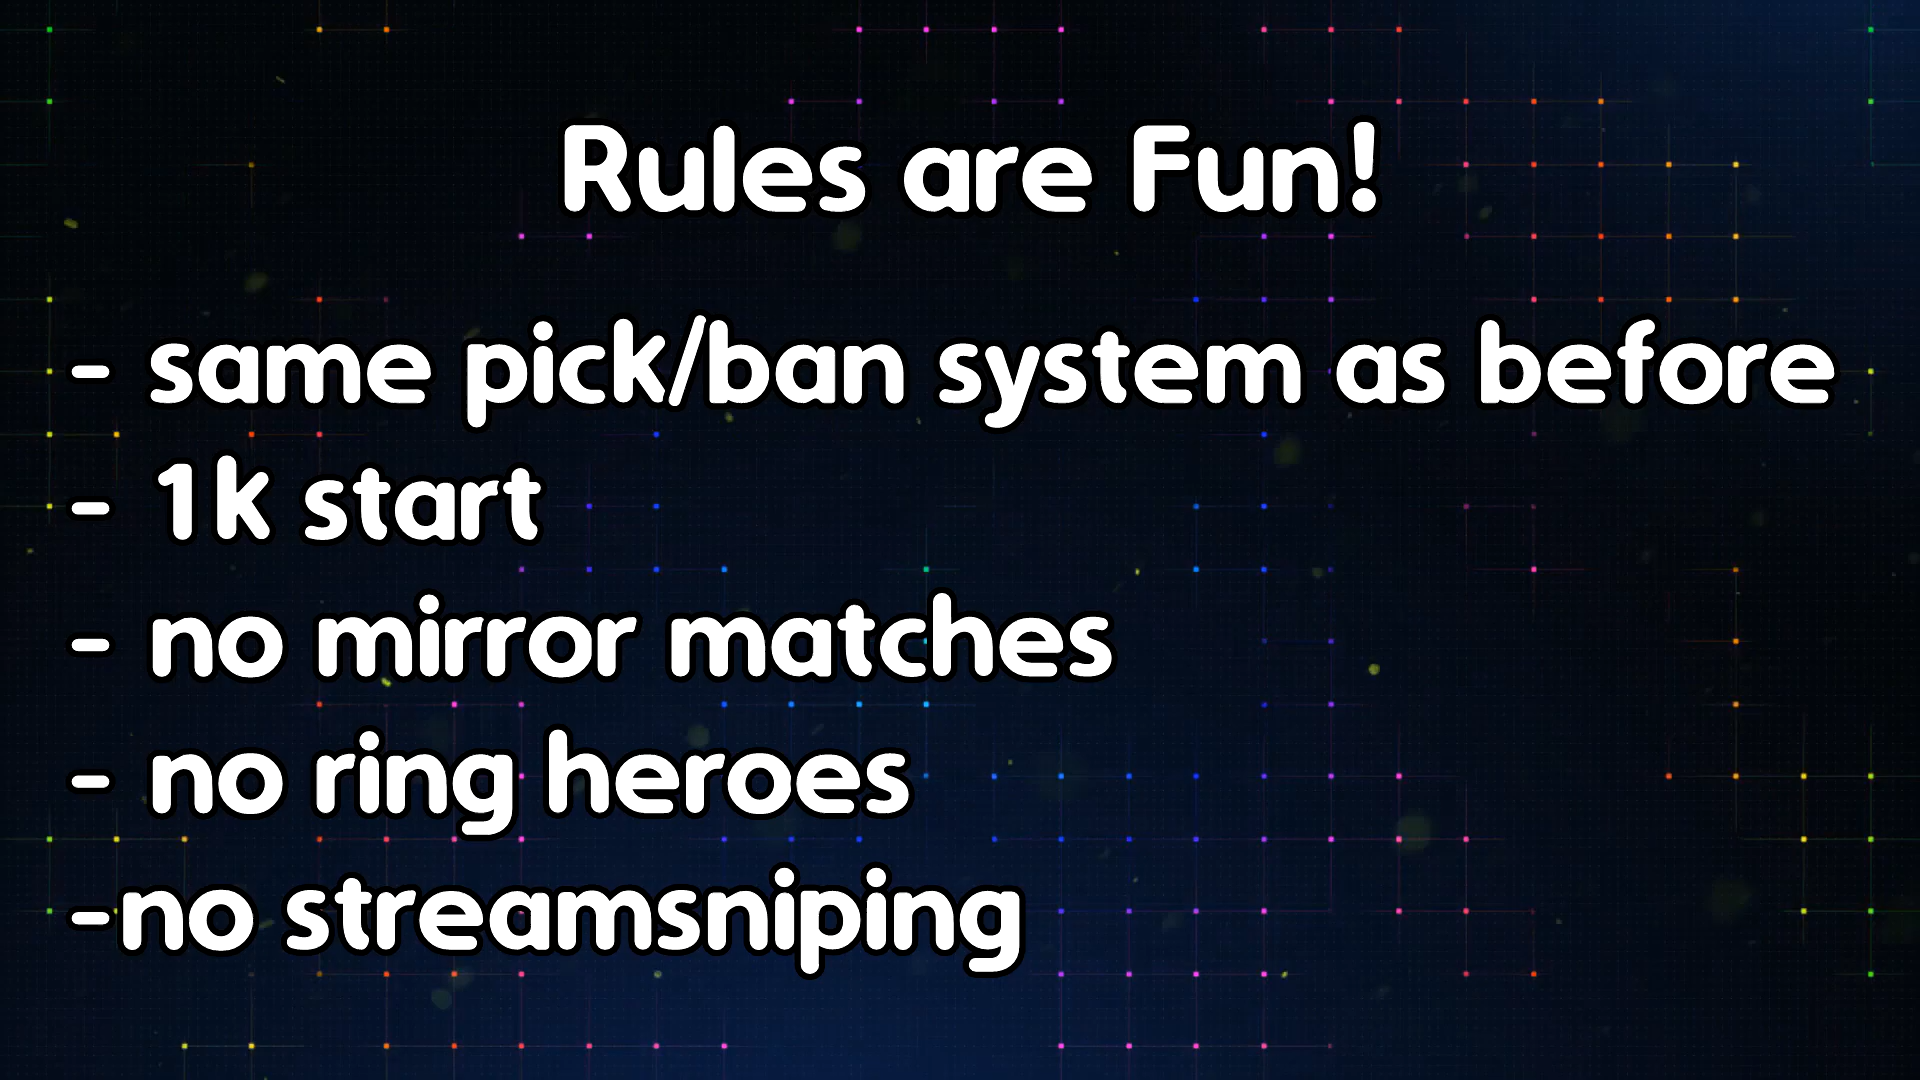 Rules are Fun!
- same pick/ban system as before
- 1k start
- no mirror matches
- no ring heroes
-no streamsniping